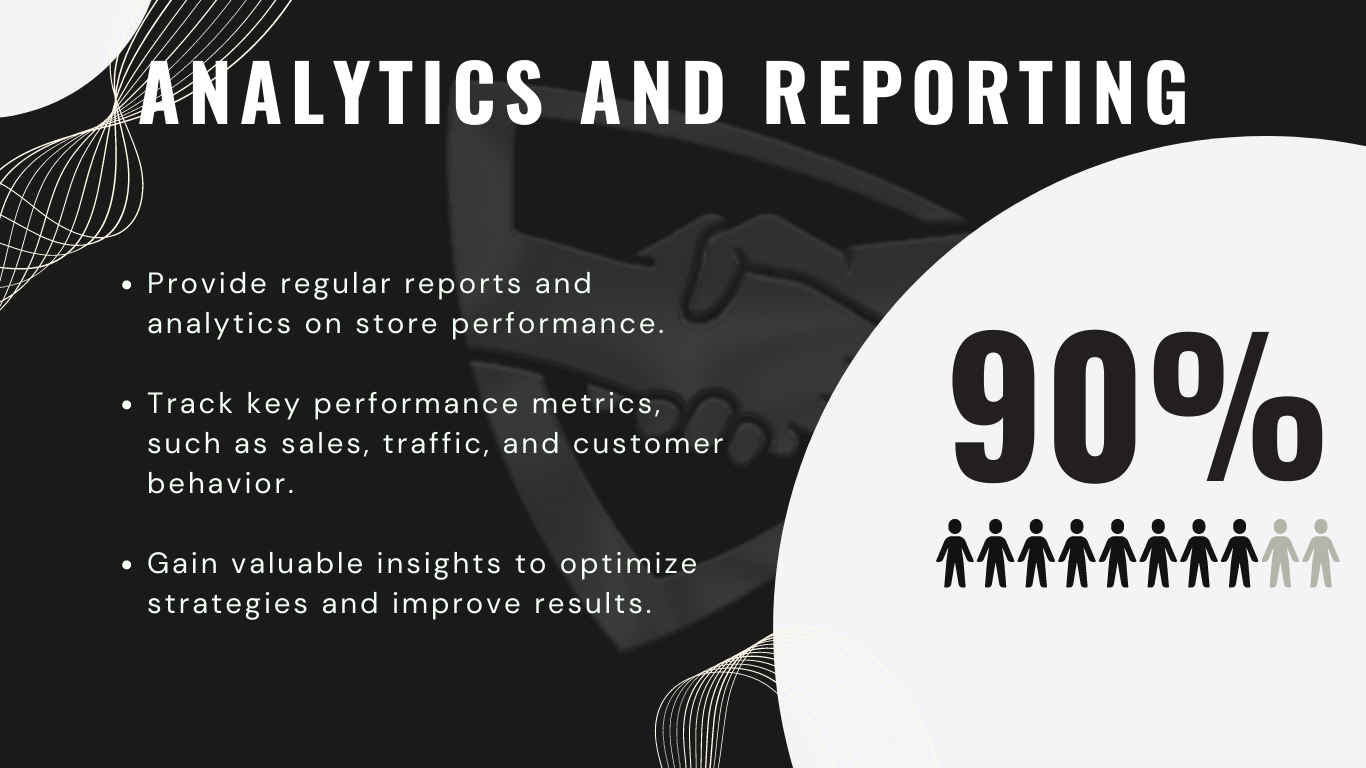 ANALYTICS AND REPORTING
• Provide regular reports and
analytics on store performance.
• Track key performance metrics,
such as sales, traffic, and customer
behavior.
• Gain valuable insights to optimize
strategies and improve results.
90%